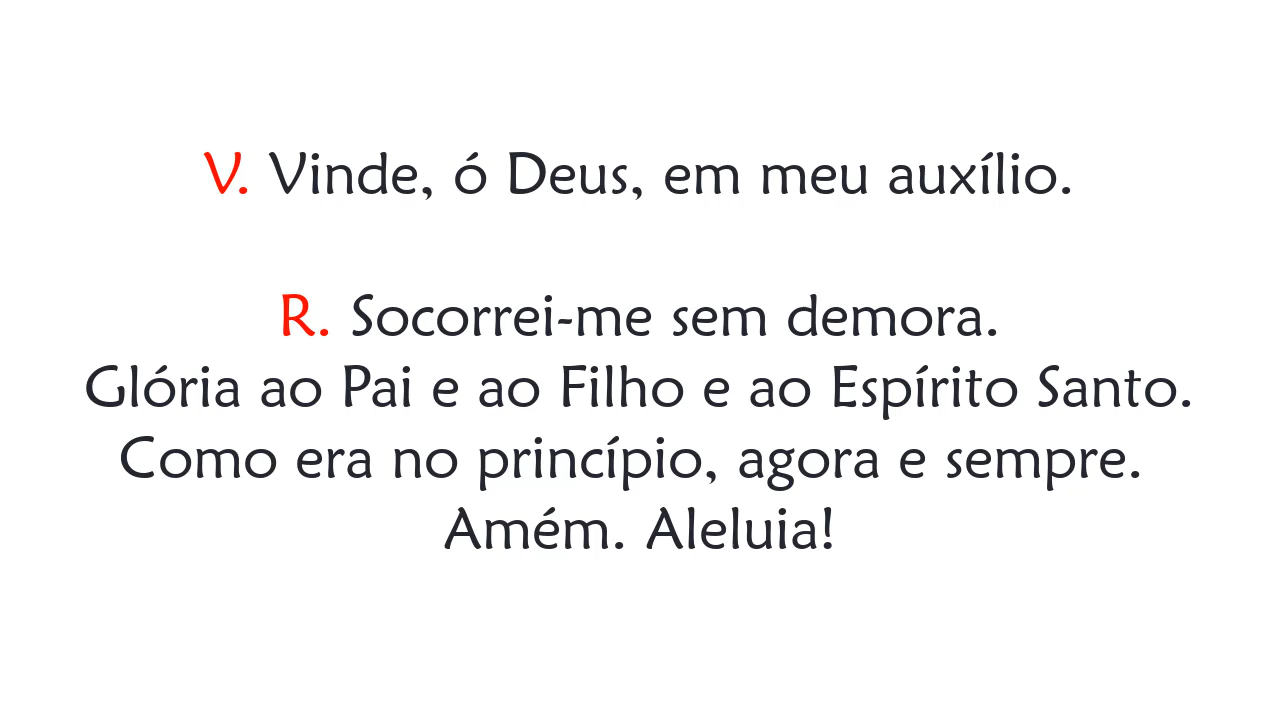 V. Vinde, ó Deus, em meu auxílio.
R. Socorrei-me sem demora.
Glória ao Pai e ao Filho e ao Espírito Santo.
Como era no princípio, agora e sempre.
Amém. Aleluia!